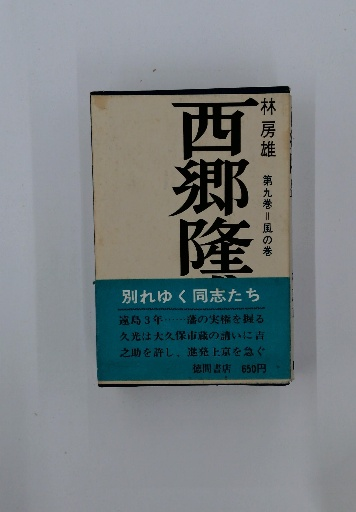 林房雄
西郷隆
第九巻=風の巻
別れゆく同志たち
遠島3年……藩の実権を握る
久光は大久保市蔵の請いに吉
之助を許し、進発上京を急ぐ
徳間書店 650円